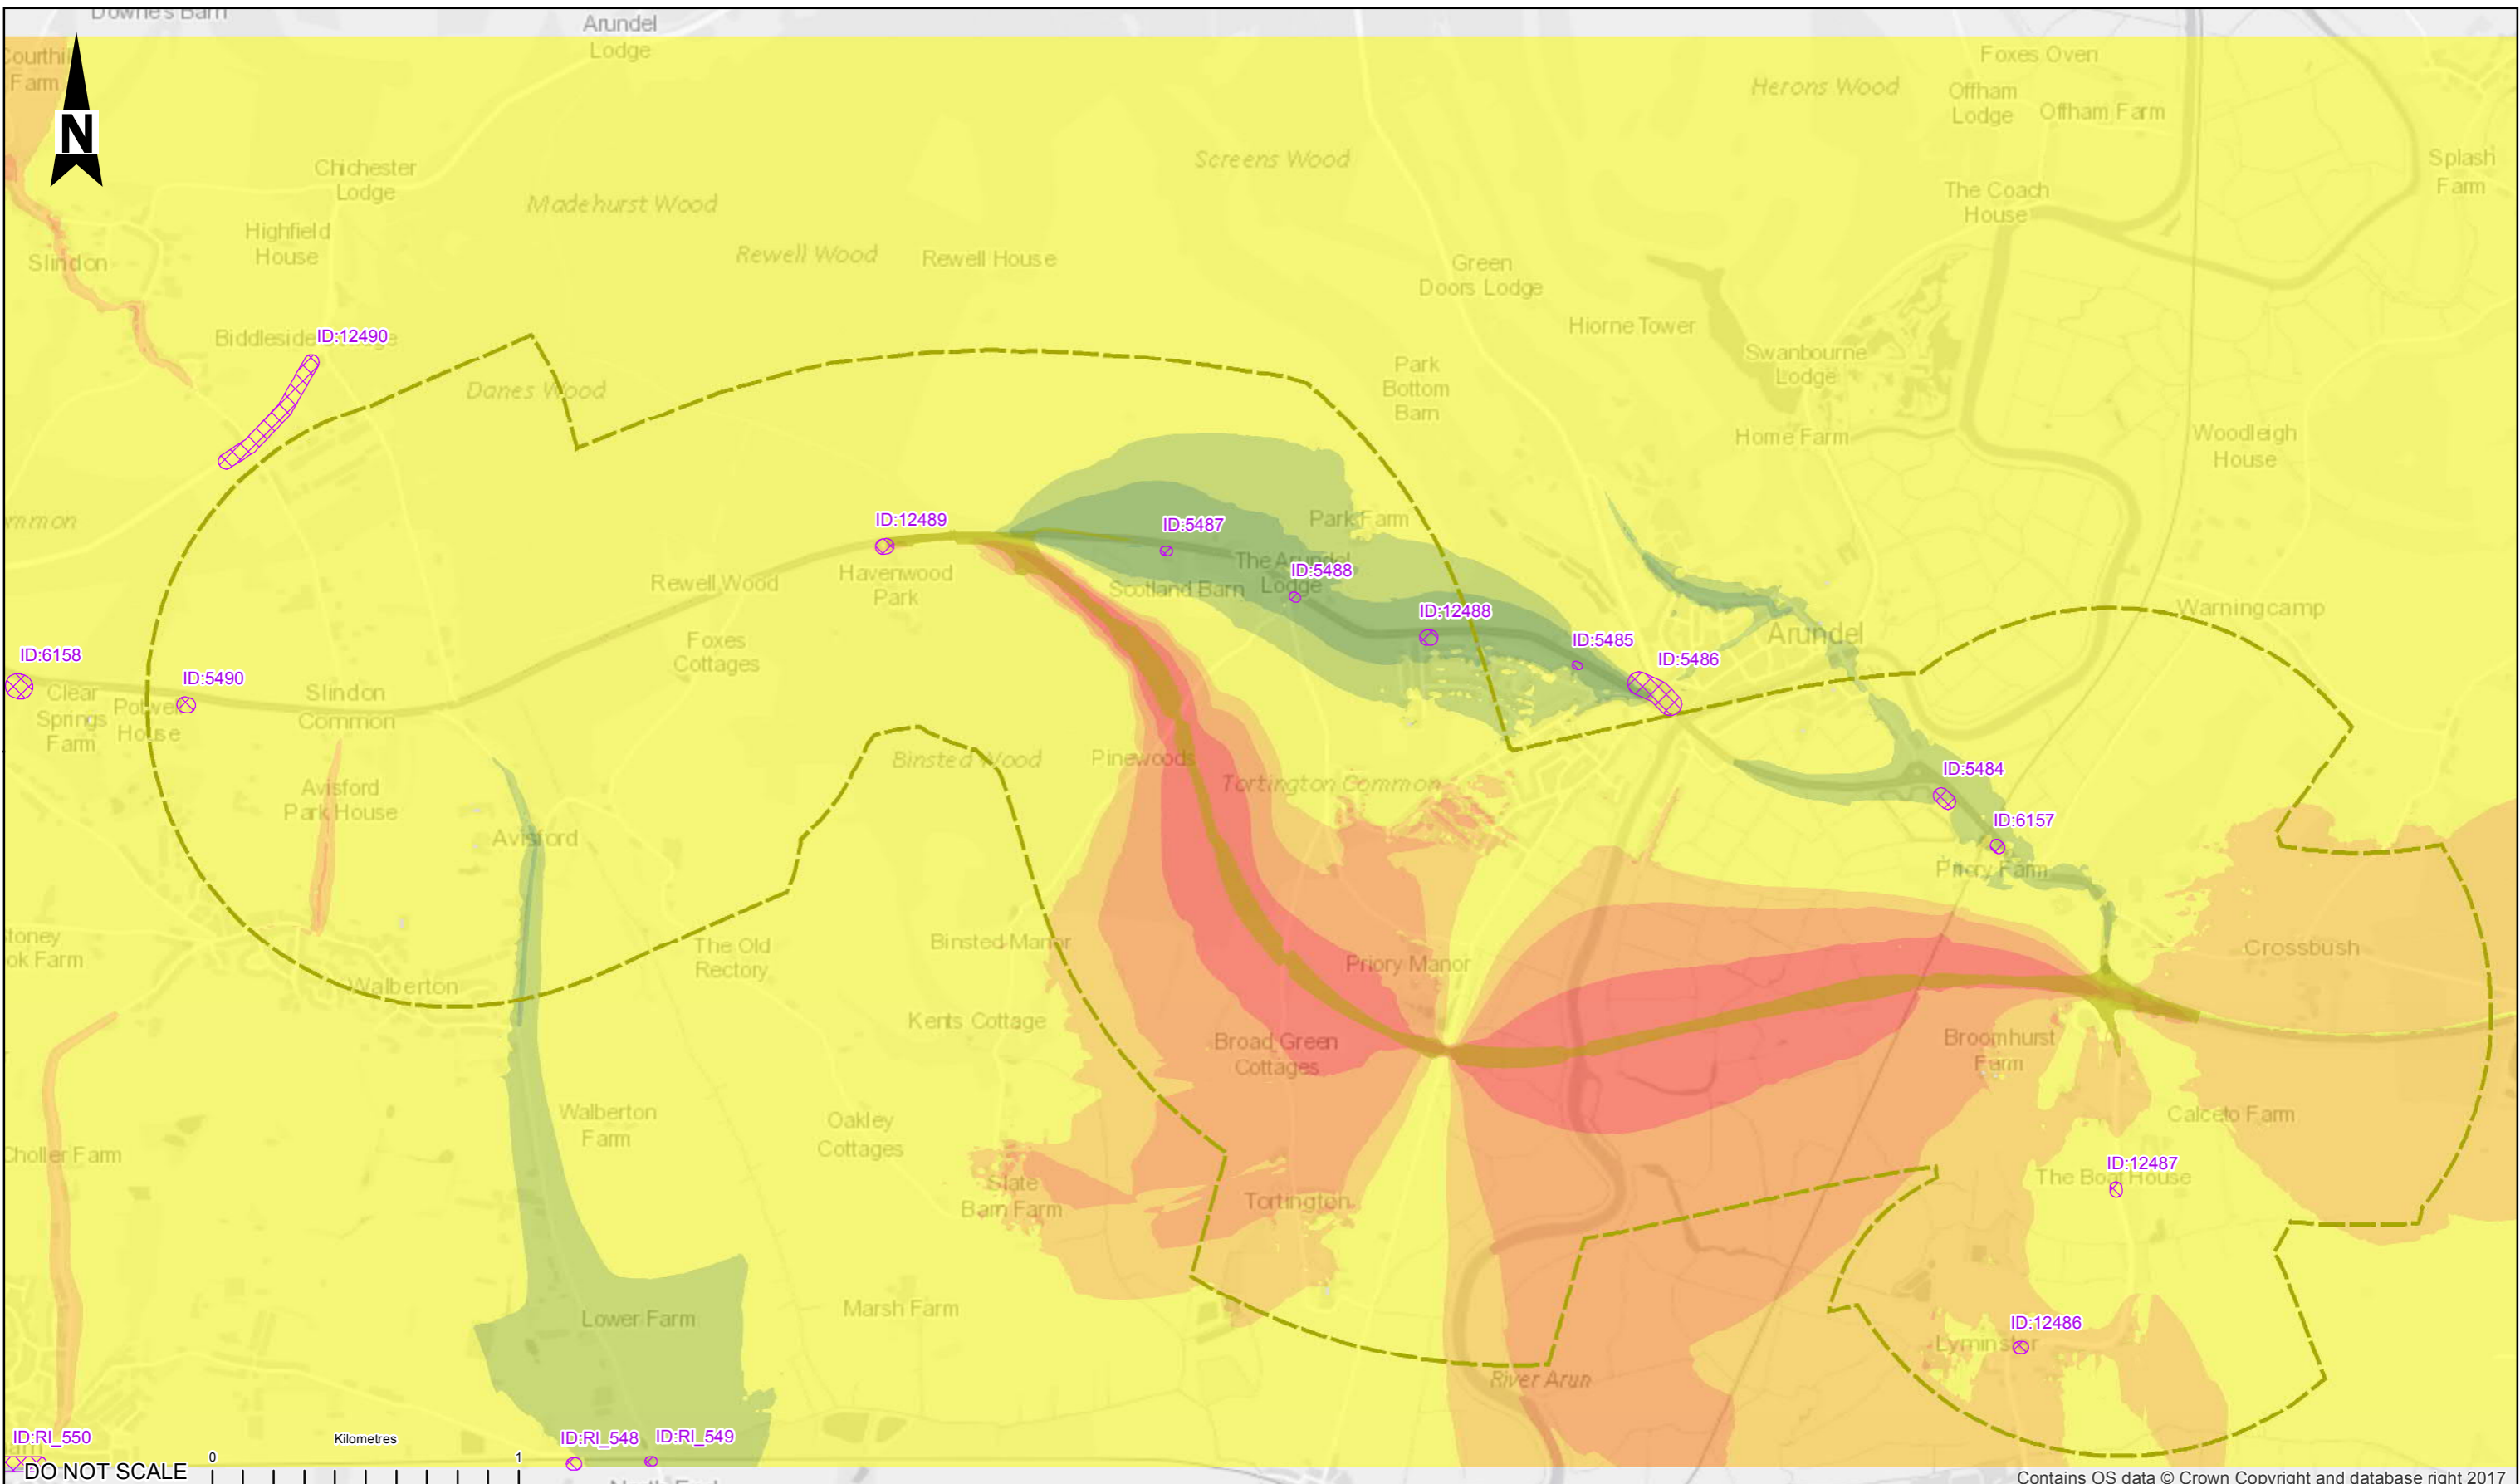 Downe's Barn
Arundel
Lodge
Courthill
Farm
N
Foxes Oven
Herons Wood
Offham
Lodge
Offham Farm
Chichester
Lodge
Screens Wood
Splash
Farm
Madehurst Wood
The Coach
House
Highfield
House
Slindon
Rewell Wood
Rewell House
Green
Doors Lodge
Hiorne Tower
Biddleside
ID:12490
Swanbourne
Lodge
Danes Wood
Park
Bottom
Barn
Home Farm
Woodleigh
House
ID:12489
ID:5487
Park Farm
mmon
Havenwood
Park
The Arundel
Lodge
ID:5488
Rewell Wood
Scotland Barn
ID:12488
Warningcamp
Arundel
ID:5485
ID:5486
Foxes
Cottages
ID:6158
ID:5490
Clear
Springs
Farm
House
Slindon
Common
Binsted Wood
Pinewoods
Tortington Common
ID:5484
Avisford
Park House
Avisford
ID:6157
Priory Farm
toney
ok Farm
The Old
Rectory
Binsted Manor
Priory Manor
Crossbush
Walberton
Kents Cottage
Broad Green
Cottages
Broomhurst
Farm
Walberton
Farm
Oakley
Cottages
Calceto Farm
Choller Farm
ID:12487
The Boat House
Slate
Barn Farm
Tortington
Lower Farm
Marsh Farm
ID:12486
Lyminster
River Arun
ID:RI_550
Kilometres
ID:RI_548
ID:RI_549
0
1
DO NOT SCALE
Contains OS data © Crown Copyright and database right 2017